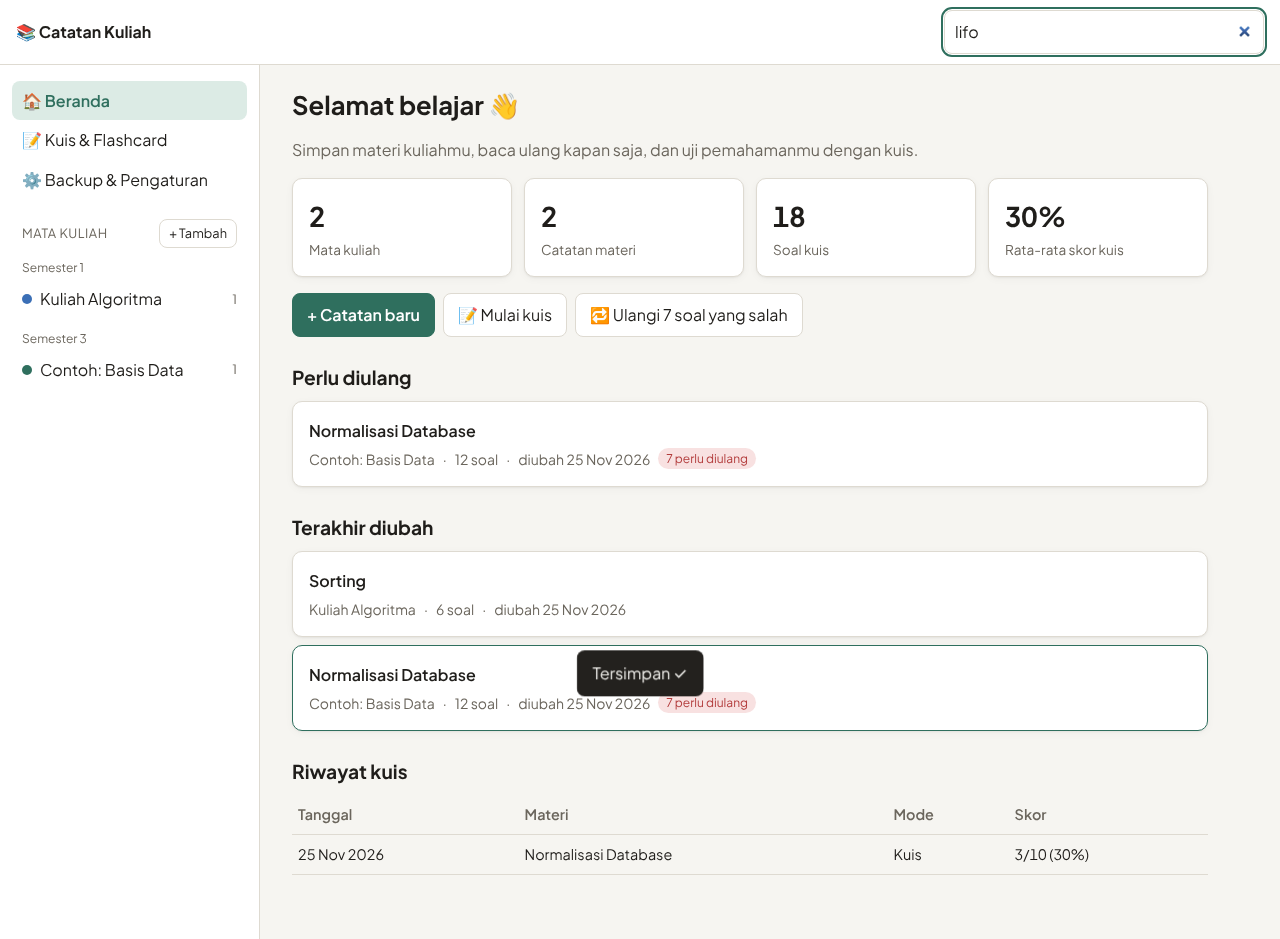 📚 Catatan Kuliah
lifo
🏠 Beranda
📝 Kuis & Flashcard
⚙️ Backup & Pengaturan
MATA KULIAH
+ Tambah
Semester 1
Kuliah Algoritma 1
Semester 3
Contoh: Basis Data 1
Selamat belajar 👋
Simpan materi kuliahmu, baca ulang kapan saja, dan uji pemahamanmu dengan kuis.
2
Mata kuliah
2
Catatan materi
18
Soal kuis
30%
Rata-rata skor kuis
+ Catatan baru
📝 Mulai kuis
🔁 Ulangi 7 soal yang salah
Perlu diulang
Normalisasi Database
Contoh: Basis Data · 12 soal · diubah 25 Nov 2026 7 perlu diulang
Terakhir diubah
Sorting
Kuliah Algoritma · 6 soal · diubah 25 Nov 2026
Normalisasi Database
Tersimpan ✓
Contoh: Basis Data · 12 soal · diubah 25 Nov 2026 7 perlu diulang
Riwayat kuis
Tanggal Materi Mode Skor
25 Nov 2026 Normalisasi Database Kuis 3/10 (30%)